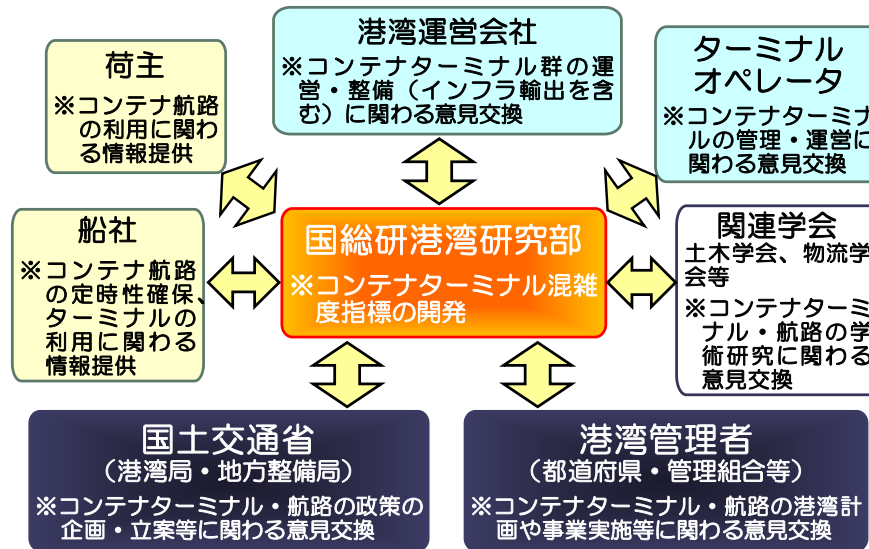 荷主
※コンテナ航路
の利用に関わ
る情報提供
港湾運営会社
※コンテナターミナル群の運
営・整備（インフラ輸出を含
む）に関わる意見交換
ターミナル
オペレータ
※コンテナターミナ
ルの管理・運営に
関わる意見交換
船社
※コンテナ航路
の定時性確保、
ターミナルの
利用に関わる
情報提供
国総研港湾研究部
※コンテナターミナル混雑
度指標の開発
関連学会
土木学会、物流学
会等
※コンテナターミ
ナル・航路の学
術研究に関わる
意見交換
国土交通省
（港湾局・地方整備局）
※コンテナターミナル・航路の政策の
企画・立案等に関わる意見交換
港湾管理者
（都道府県・管理組合等）
※コンテナターミナル・航路の港湾計
画や事業実施等に関わる意見交換